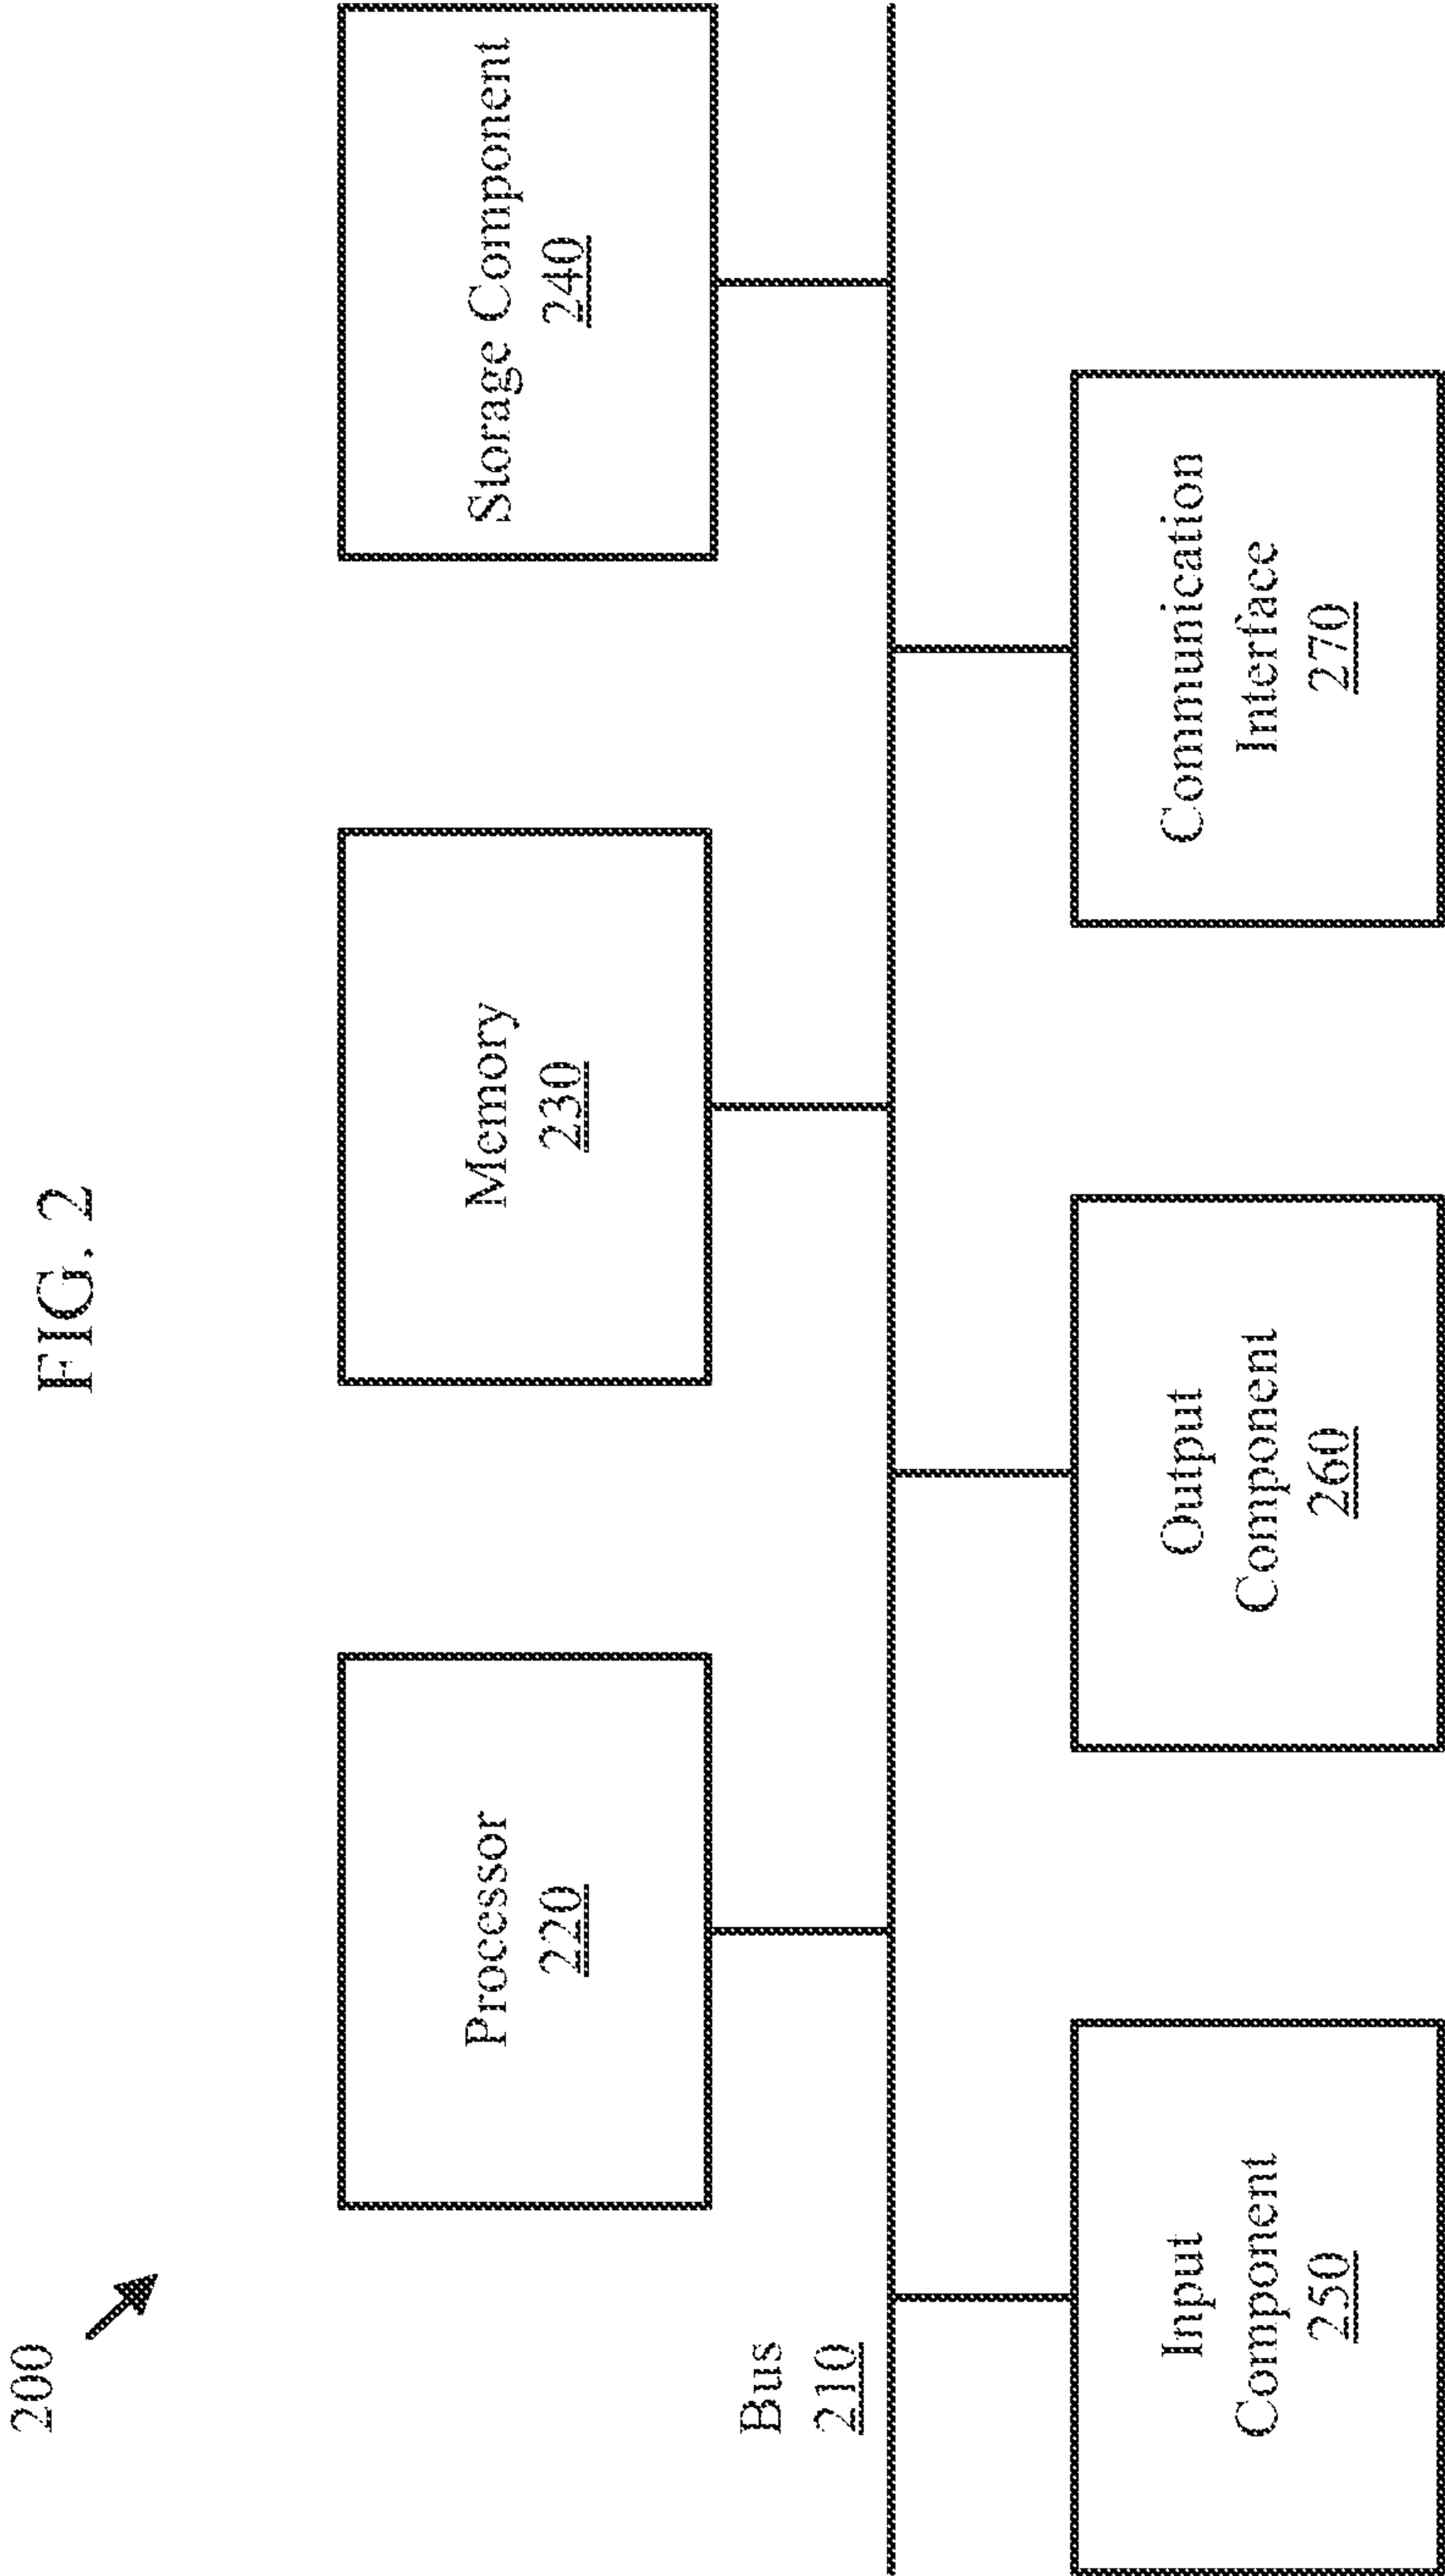 FIG. 2
200
Processor
220
Memory
230
Storage Component
240
Bus
210
Input
Component
250
Output
Component
260
Communication
Interface
270